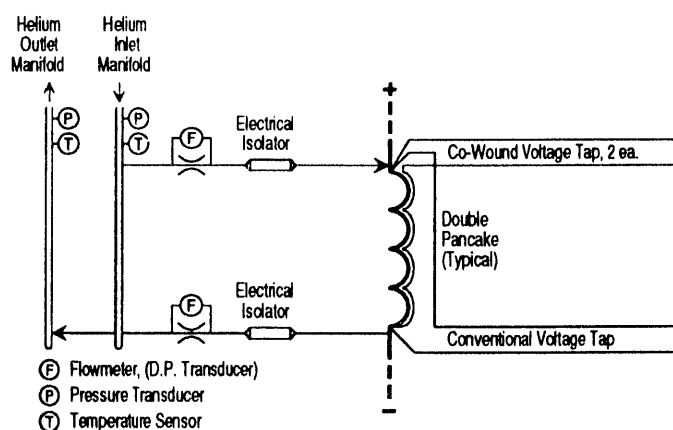 Helium
Outlet
Manifold
Helium
Inlet
Manifold
P
T
P
T
F
Electrical
Isolator
+
Co-Wound Voltage Tap, 2 ea.
Double
Pancake
(Typical)
F
Electrical
Isolator
Conventional Voltage Tap
–
F Flowmeter, (D.P. Transducer)
P Pressure Transducer
T Temperature Sensor